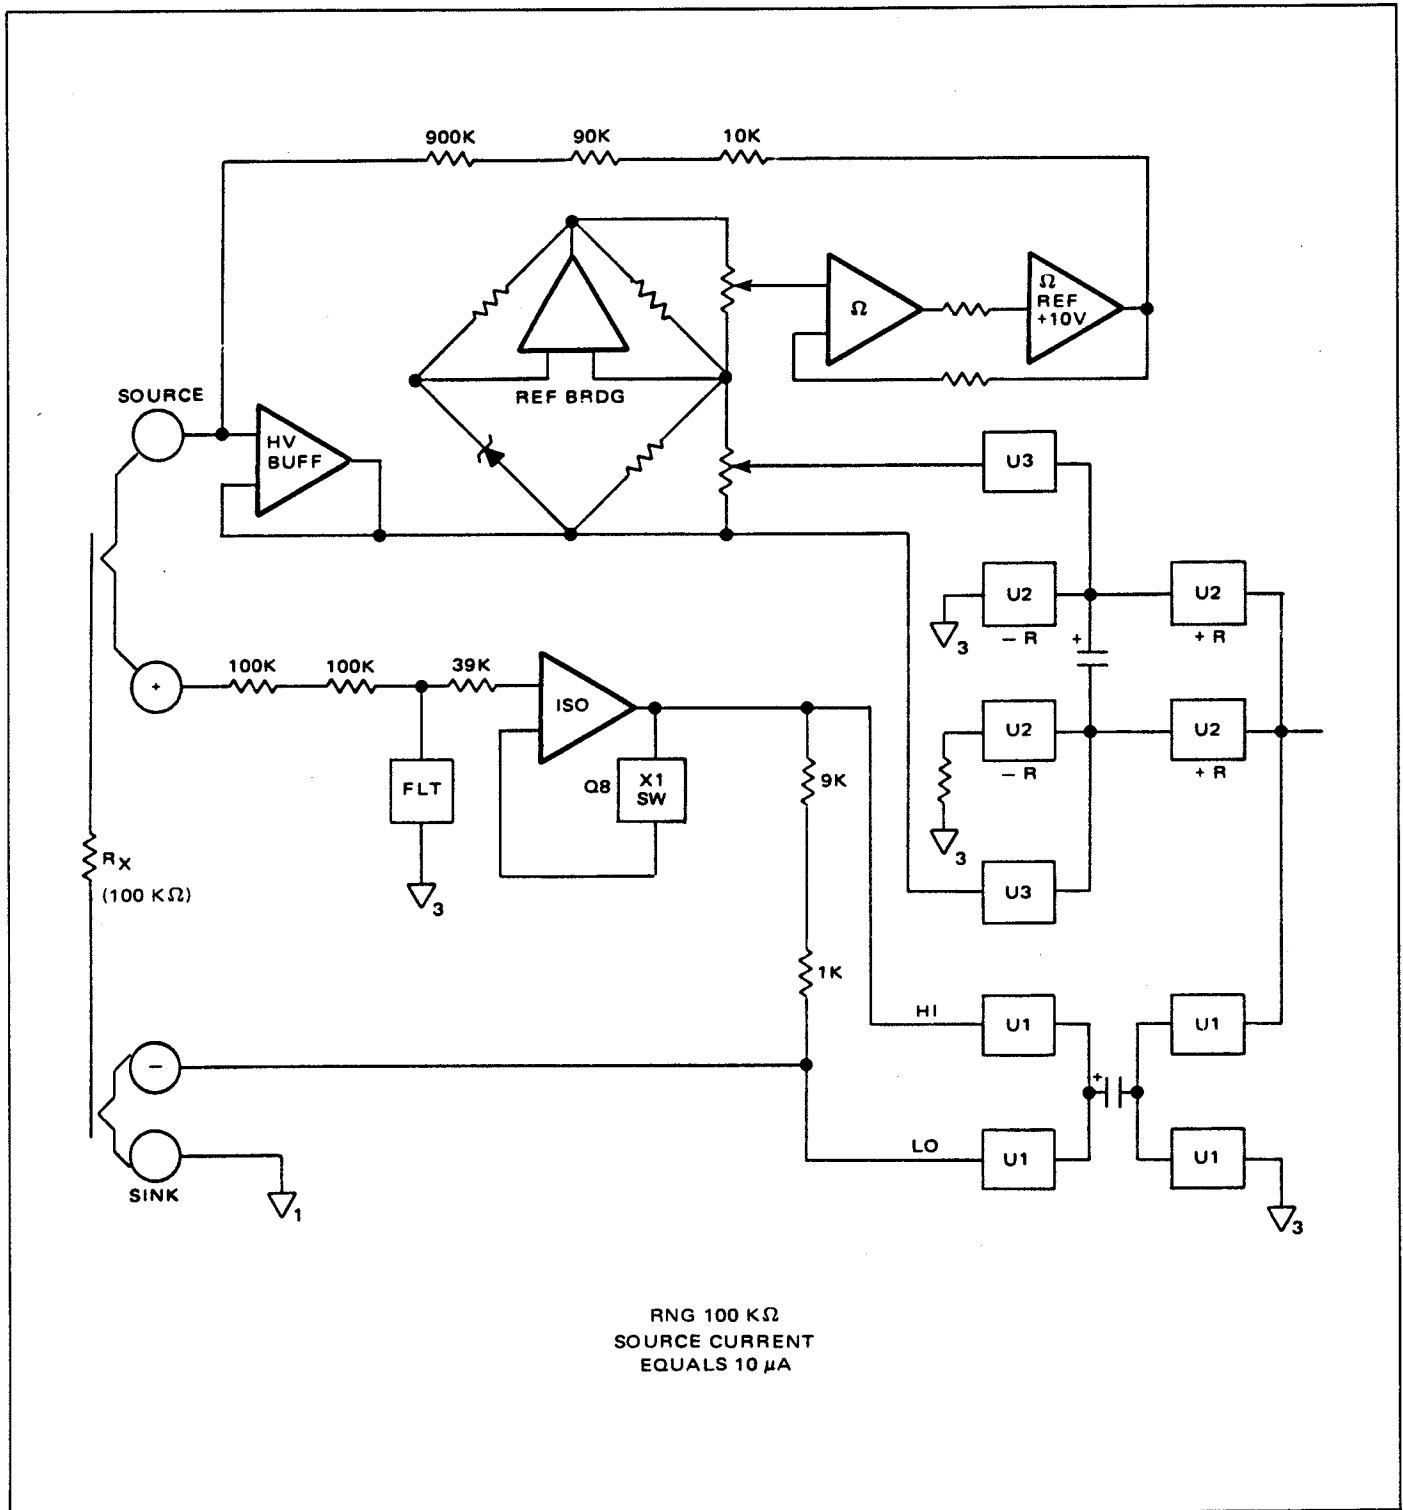 900K
90K
10K
Ω
Ω
REF
+10V
REF BRDG
SOURCE
HV
BUFF
U3
U2
3
− R
+
U2
+ R
+
100K
100K
39K
ISO
U2
− R
3
U2
+ R
FLT
3
Q8
X1
SW
9K
RX
(100 KΩ)
U3
1K
HI
U1
U1
−
+
LO
U1
U1
SINK
1
3
RNG 100 KΩ
SOURCE CURRENT
EQUALS 10 µA